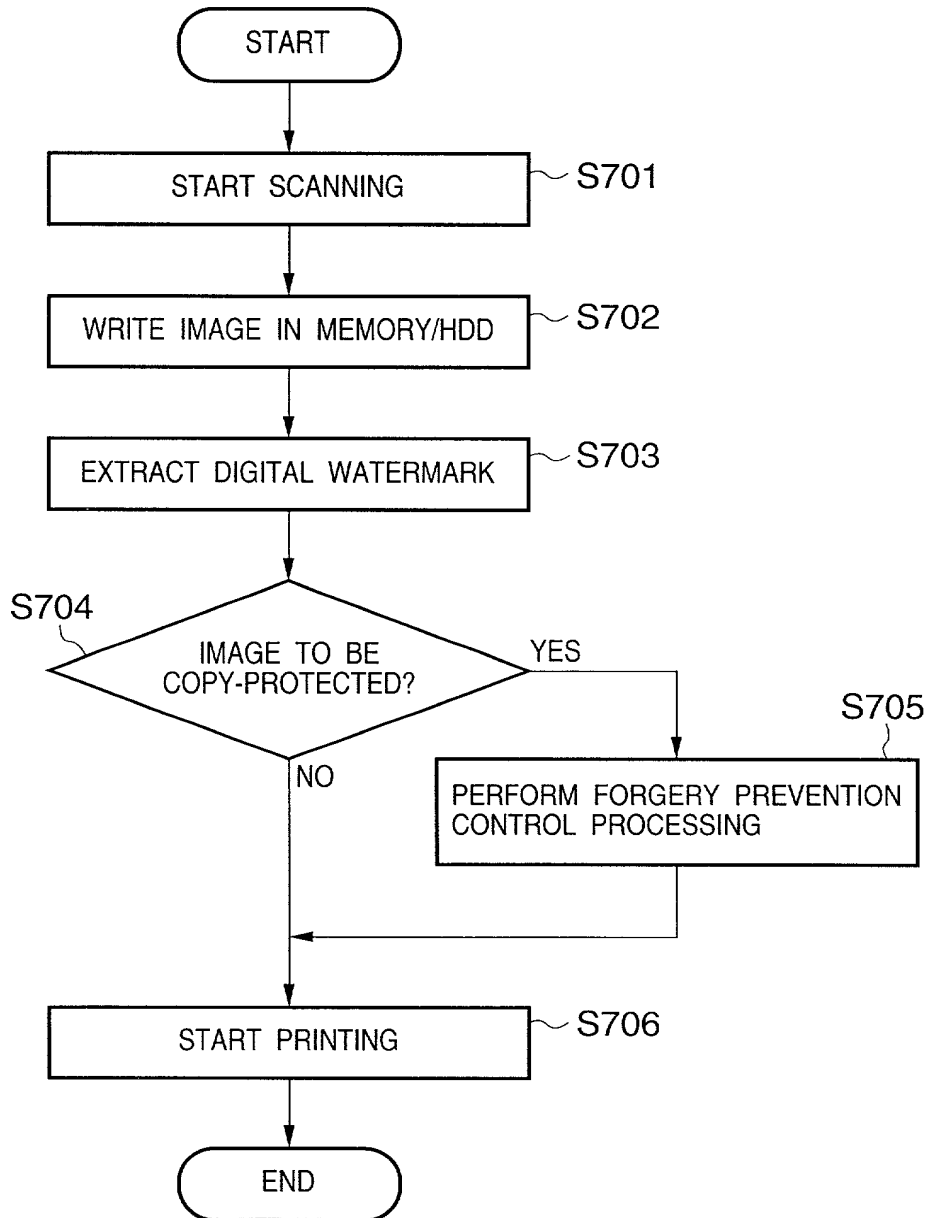 START
START SCANNING
S701
WRITE IMAGE IN MEMORY/HDD
S702
EXTRACT DIGITAL WATERMARK
S703
S704
IMAGE TO BE
COPY-PROTECTED?
YES
NO
S705
PERFORM FORGERY PREVENTION
CONTROL PROCESSING
START PRINTING
S706
END